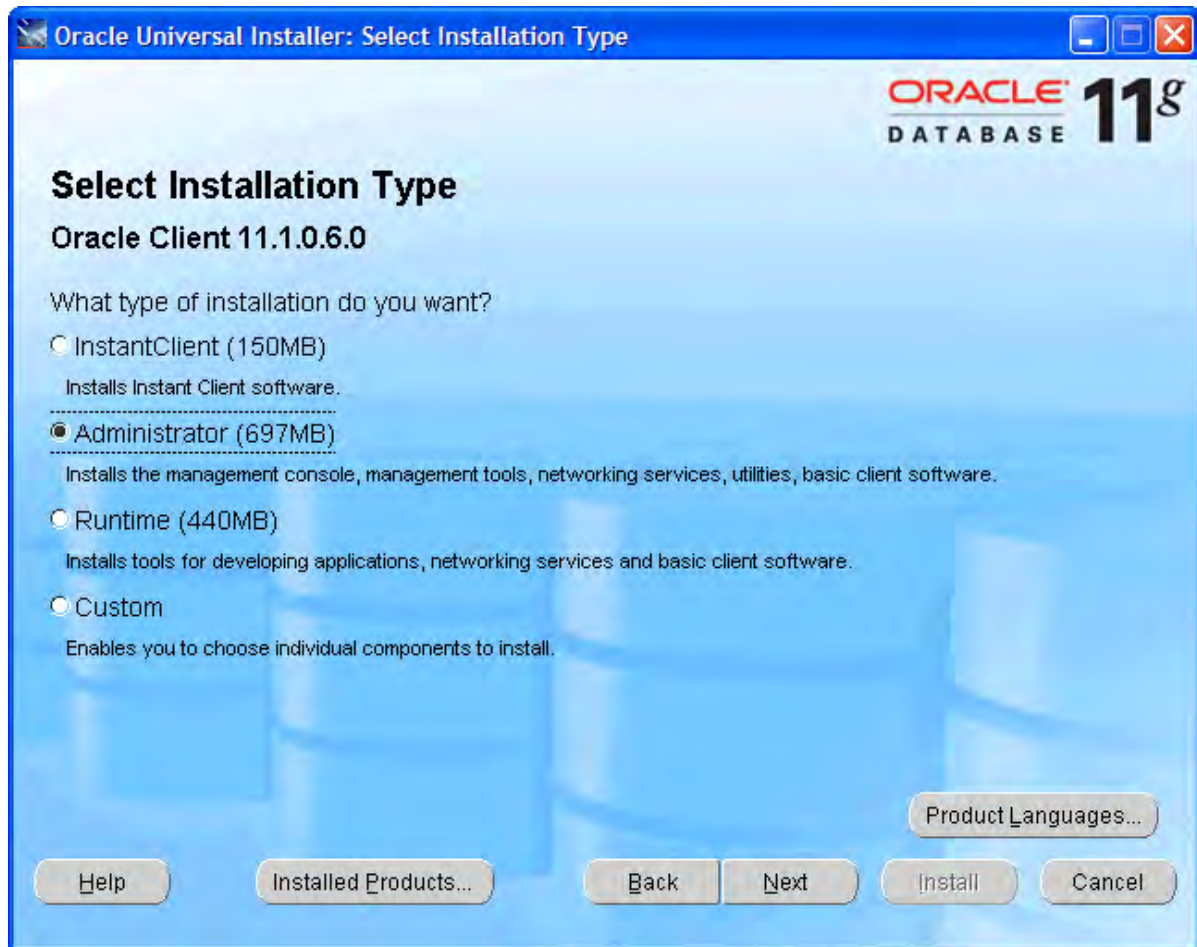 Oracle Universal Installer: Select Installation Type
ORACLE 11g
DATABASE
Select Installation Type
Oracle Client 11.1.0.6.0
What type of installation do you want?
InstantClient (150MB)
Installs Instant Client software.
Administrator (697MB)
Installs the management console, management tools, networking services, utilities, basic client software.
Runtime (440MB)
Installs tools for developing applications, networking services and basic client software.
Custom
Enables you to choose individual components to install.
Product Languages...
Help Installed Products... Back Next Install Cancel